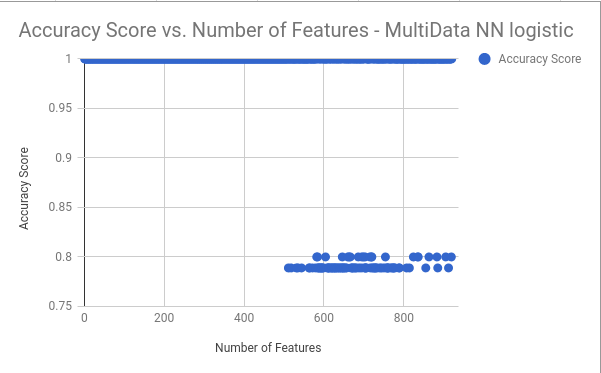 Accuracy Score vs. Number of Features - MultiData NN logistic
Accuracy Score
1
0.95
0.9
0.85
0.8
0.75
Accuracy Score
0 200 400 600 800
Number of Features